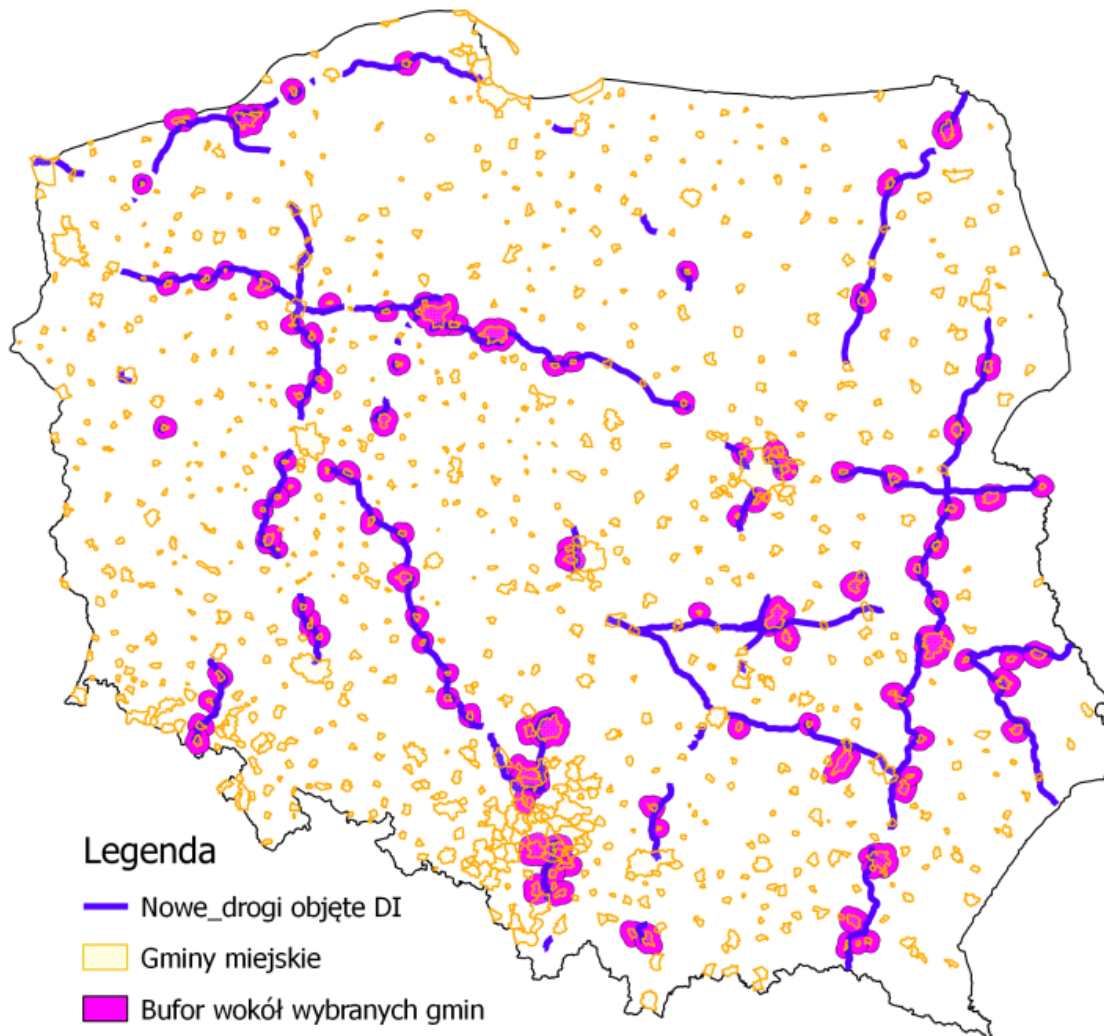 Legenda
Nowe_drogi objęte DI
Gminy miejskie
Bufor wokół wybranych gmin